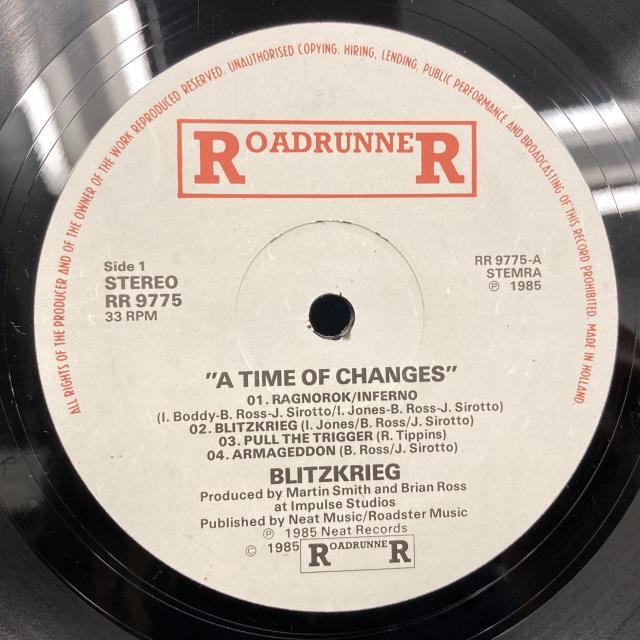 ALL RIGHTS OF THE PRODUCER AND OF THE OWNER OF THE WORK REPRODUCED RESERVED. UNAUTHORISED COPYING, HIRING, LENDING, PUBLIC PERFORMANCE AND BROADCASTING OF THIS RECORD PROHIBITED. MADE IN HOLLAND
ROADRUNNER
Side 1
STEREO
RR 9775
33 RPM
RR 9775-A
STEMRA
℗ 1985
"A TIME OF CHANGES"
01. RAGNOROK/INFERNO
(I. Boddy-B. Ross-J. Sirotto/I. Jones-B. Ross-J. Sirotto)
02. BLITZKRIEG (I. Jones/B. Ross/J. Sirotto)
03. PULL THE TRIGGER (R. Tippins)
04. ARMAGEDDON (B. Ross/J. Sirotto)
BLITZKRIEG
Produced by Martin Smith and Brian Ross
at Impulse Studios
Published by Neat Music/Roadster Music
℗ 1985 Neat Records
© 1985 ROADRUNNER